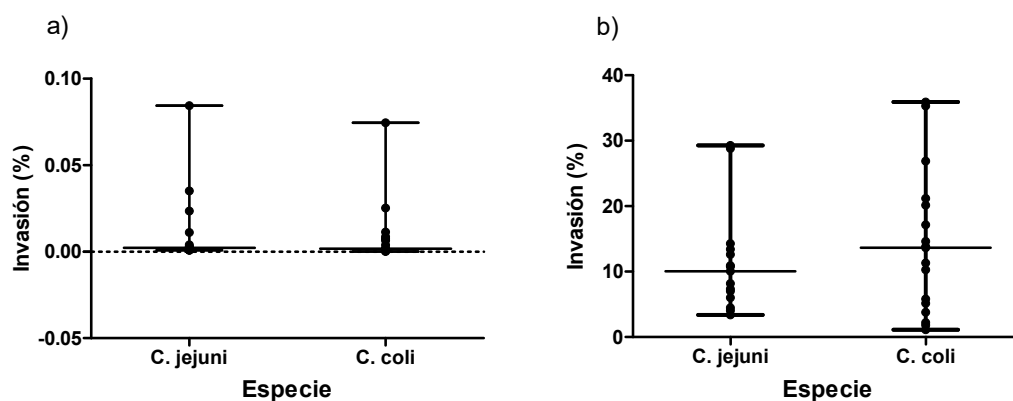 a)
Invasión (%)
0.10
0.05
0.00
-0.05
C. jejuni
C. coli
Especie
b)
Invasión (%)
40
30
20
10
0
C. jejuni
C. coli
Especie